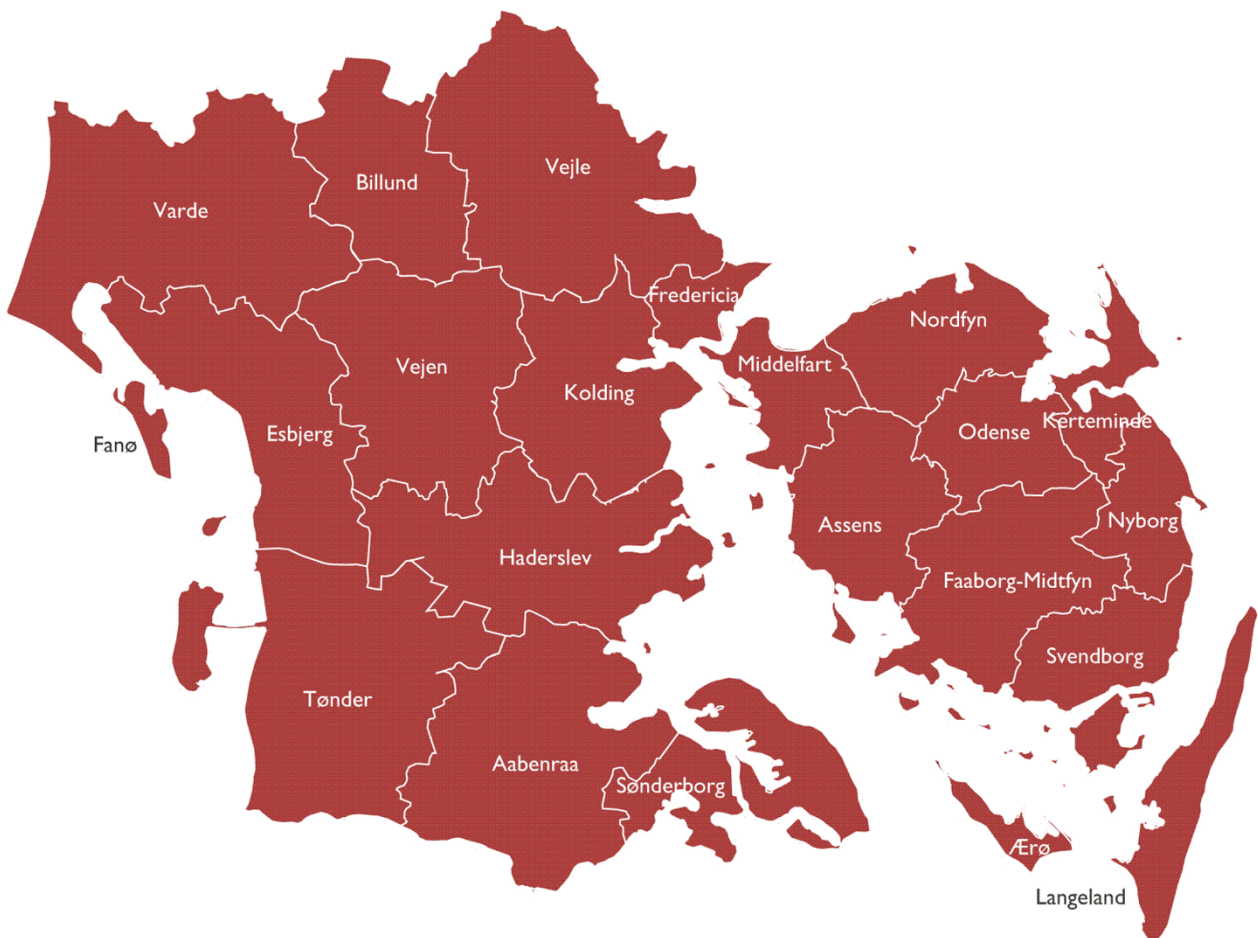 Vejle
Billund
Varde
Fredericia
Nordfyn
Vejen
Middelfart
Kolding
Kerteminde
Esbjerg
Odense
Fanø
Assens
Nyborg
Haderslev
Faaborg-Midtfyn
Svendborg
Tønder
Aabenraa
Sønderborg
Ærø
Langeland